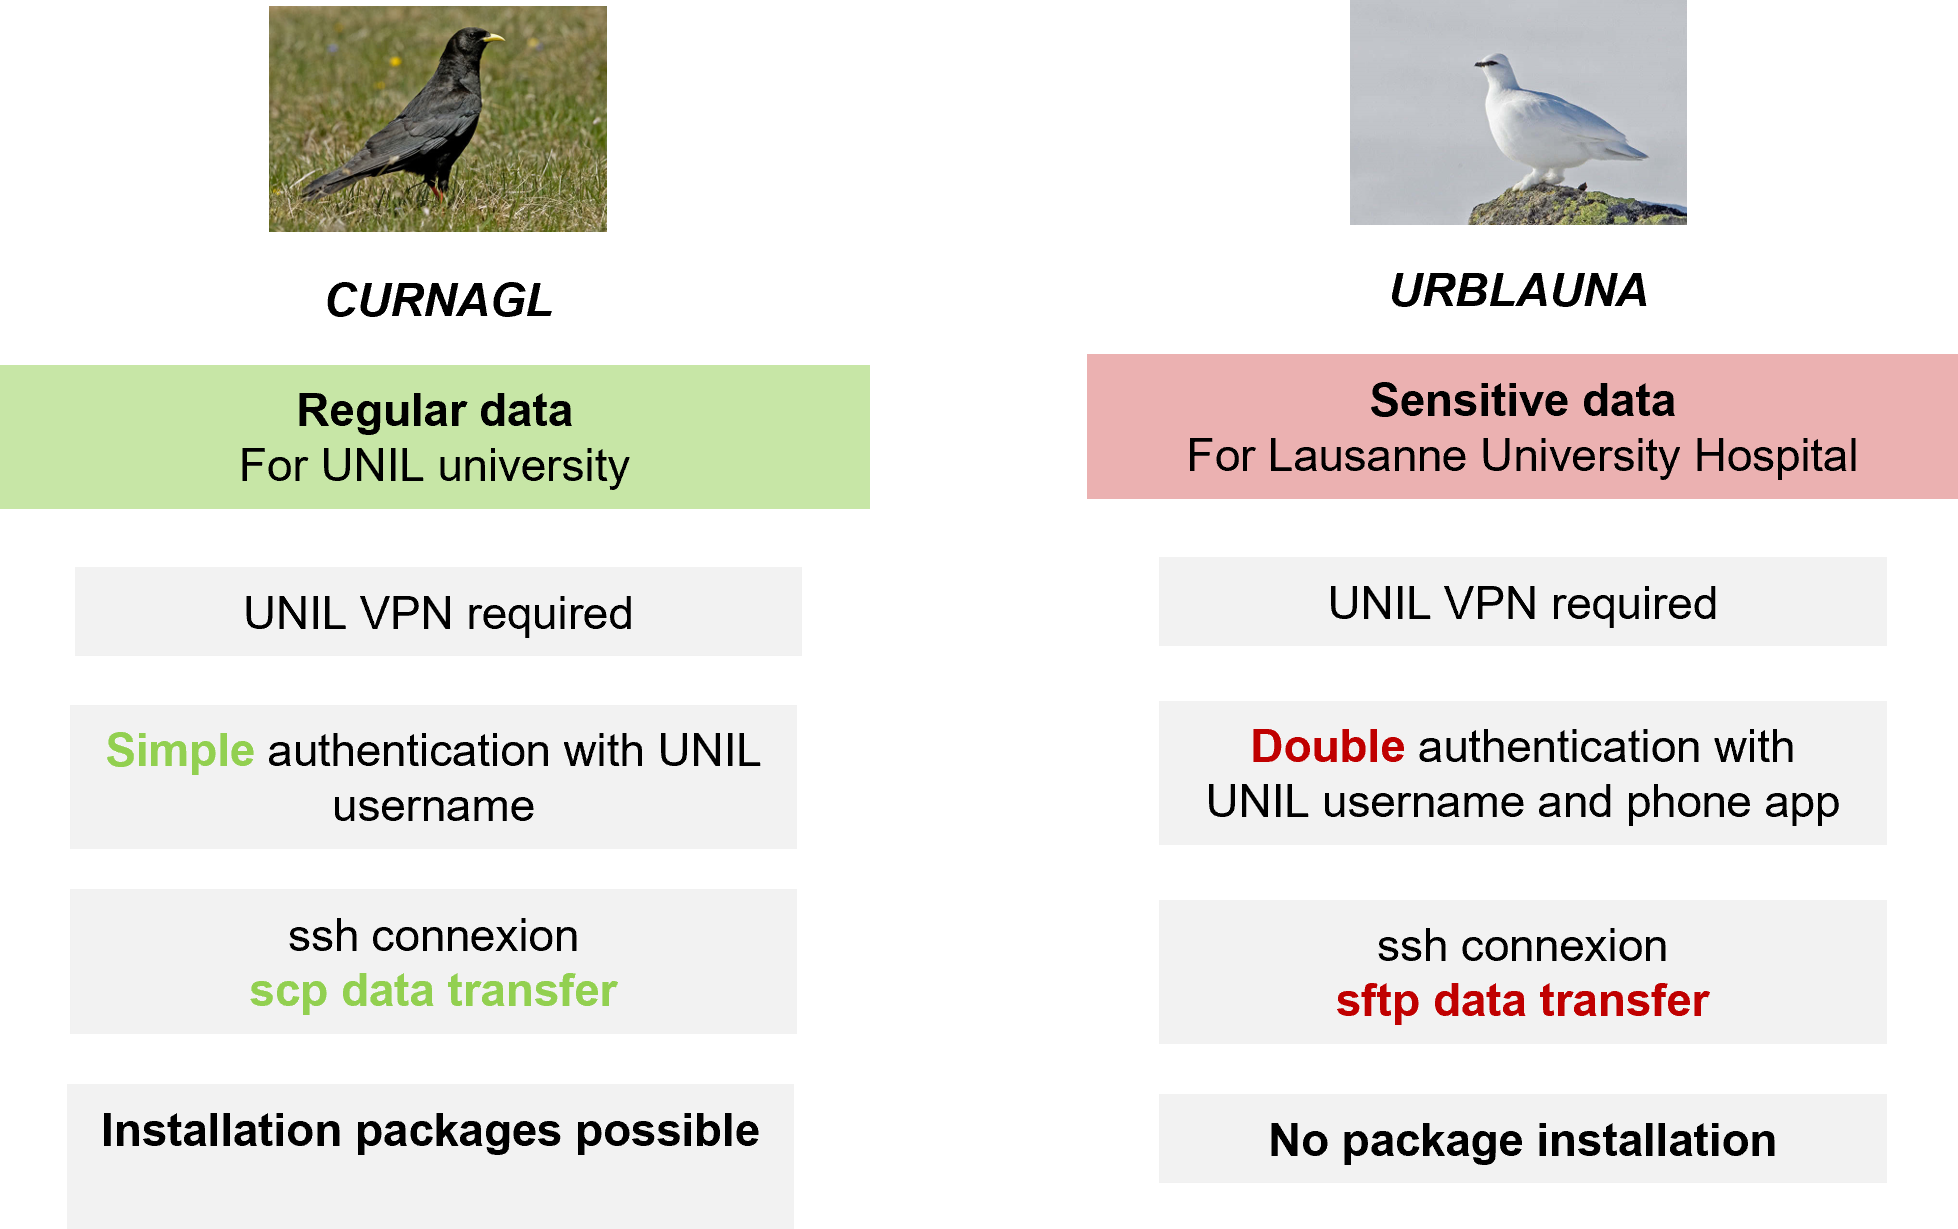 CURNAGL
Regular data
For UNIL university
UNIL VPN required
Simple authentication with UNIL
username
ssh connexion
scp data transfer
Installation packages possible
URBLAUNA
Sensitive data
For Lausanne University Hospital
UNIL VPN required
Double authentication with
UNIL username and phone app
ssh connexion
sftp data transfer
No package installation